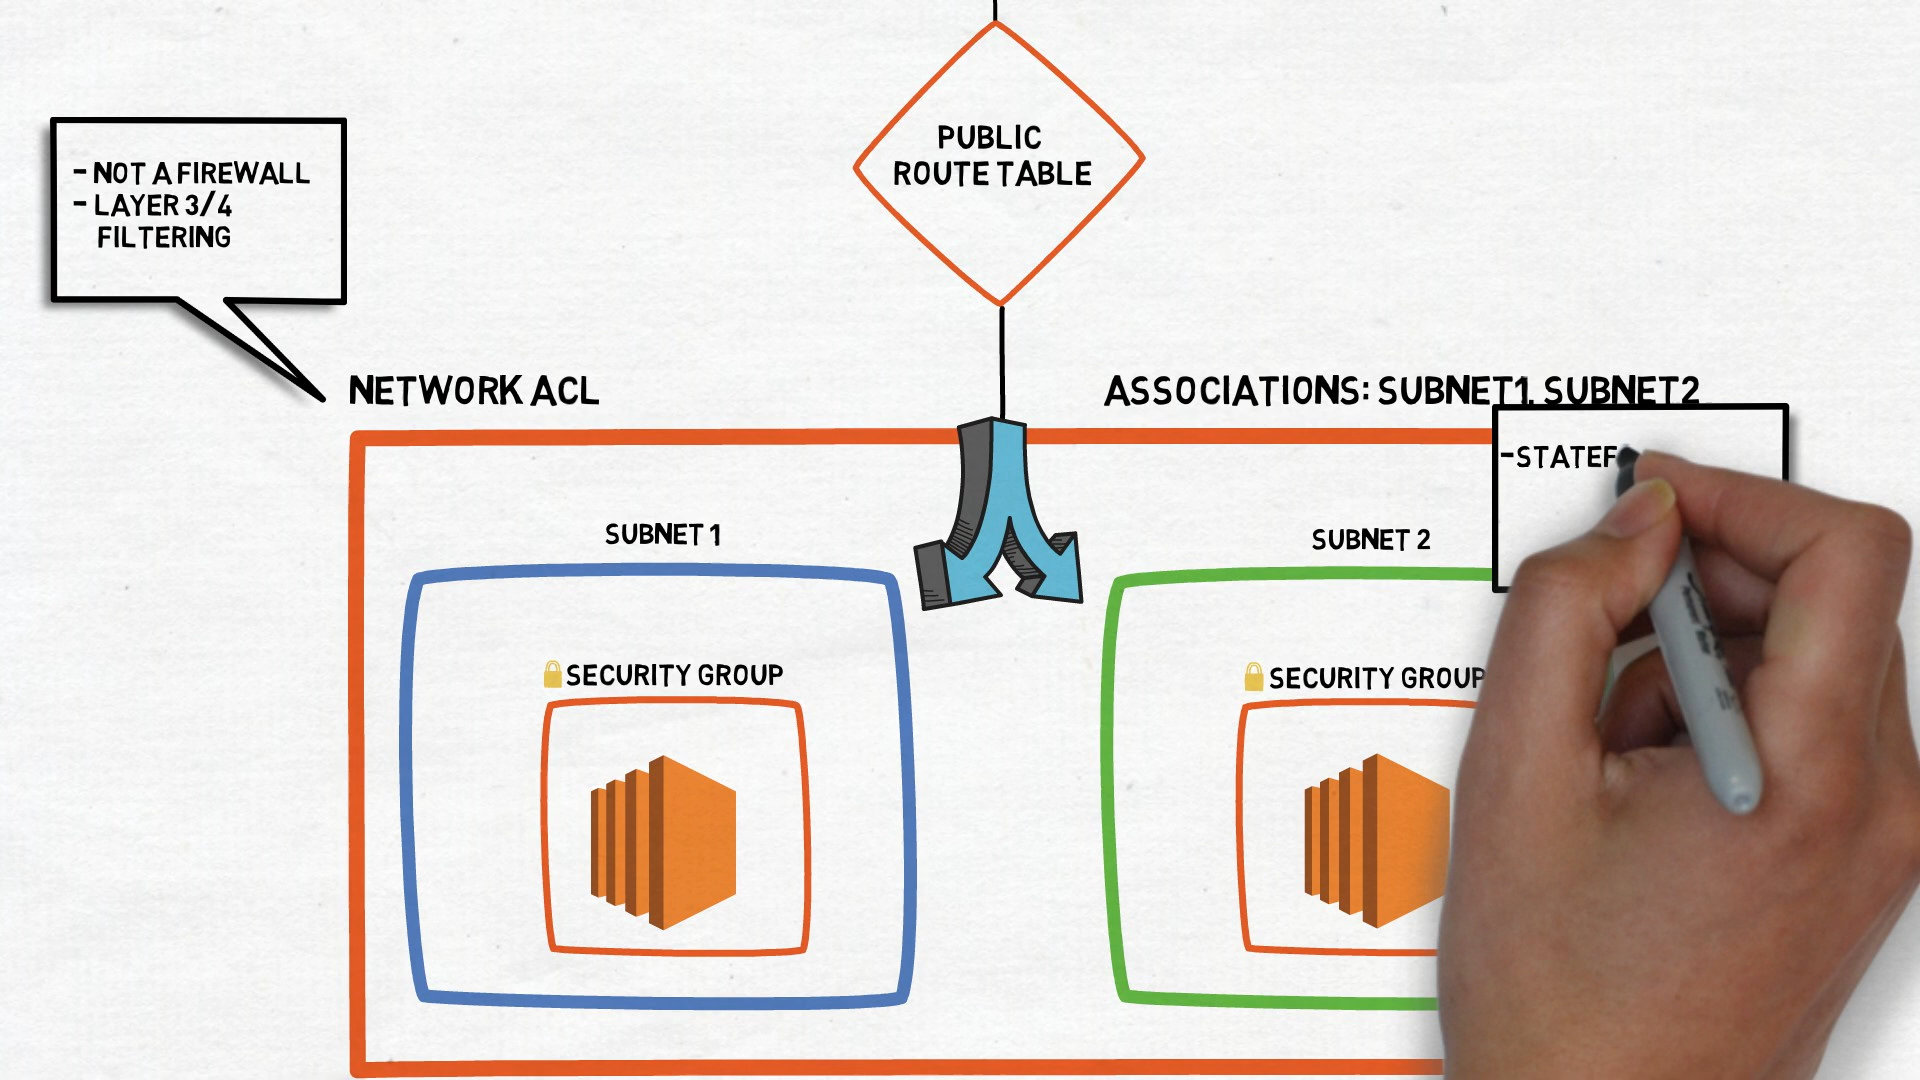 PUBLIC
ROUTE TABLE
- NOT A FIREWALL
- LAYER 3/4
FILTERING
NETWORK ACL
ASSOCIATIONS: SUBNET1, SUBNET2
-STATEF
SUBNET 1
SUBNET 2
SECURITY GROUP
SECURITY GROUP